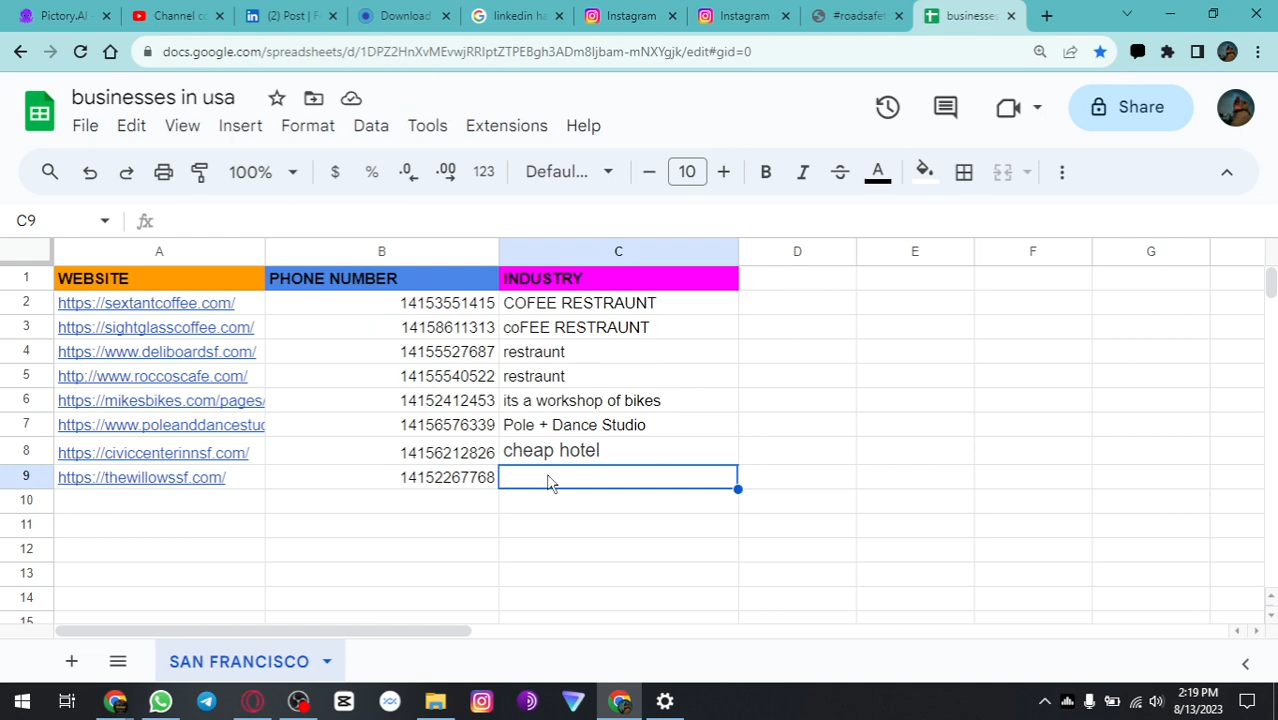 Pictory.AI -
Channel co
(2) Post | F
Download
linkedin ha
Instagram
Instagram
#roadsafet
businesses
docs.google.com/spreadsheets/d/1DPZ2HnXvMEvwjRRIptZTPEBgh3ADm8ljbam-mNXYgjk/edit#gid=0
businesses in usa
File Edit View Insert Format Data Tools Extensions Help
Share
100% $ % .0 .00 123 Defaul... 10 B I A
C9 fx
A B C D E F G
1 WEBSITE PHONE NUMBER INDUSTRY
2 https://sextantcoffee.com/ 14153551415 COFEE RESTRAUNT
3 https://sightglasscoffee.com/ 14158611313 coFEE RESTRAUNT
4 https://www.deliboardsf.com/ 14155527687 restraunt
5 http://www.roccoscafe.com/ 14155540522 restraunt
6 https://mikesbikes.com/pages/ 14152412453 its a workshop of bikes
7 https://www.poleanddancestud 14156576339 Pole + Dance Studio
8 https://civiccenterinnsf.com/ 14156212826 cheap hotel
9 https://thewillowssf.com/ 14152267768
10
11
12
13
14
15
SAN FRANCISCO
2:19 PM
8/13/2023